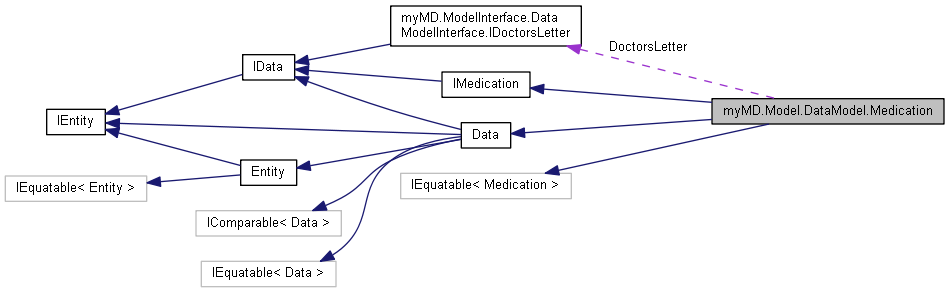 myMD.ModelInterface.Data
ModelInterface.IDoctorsLetter
DoctorsLetter
IData
IMedication
myMD.Model.DataModel.Medication
IEntity
Data
Entity
IEquatable< Entity >
IEquatable< Medication >
IComparable< Data >
IEquatable< Data >